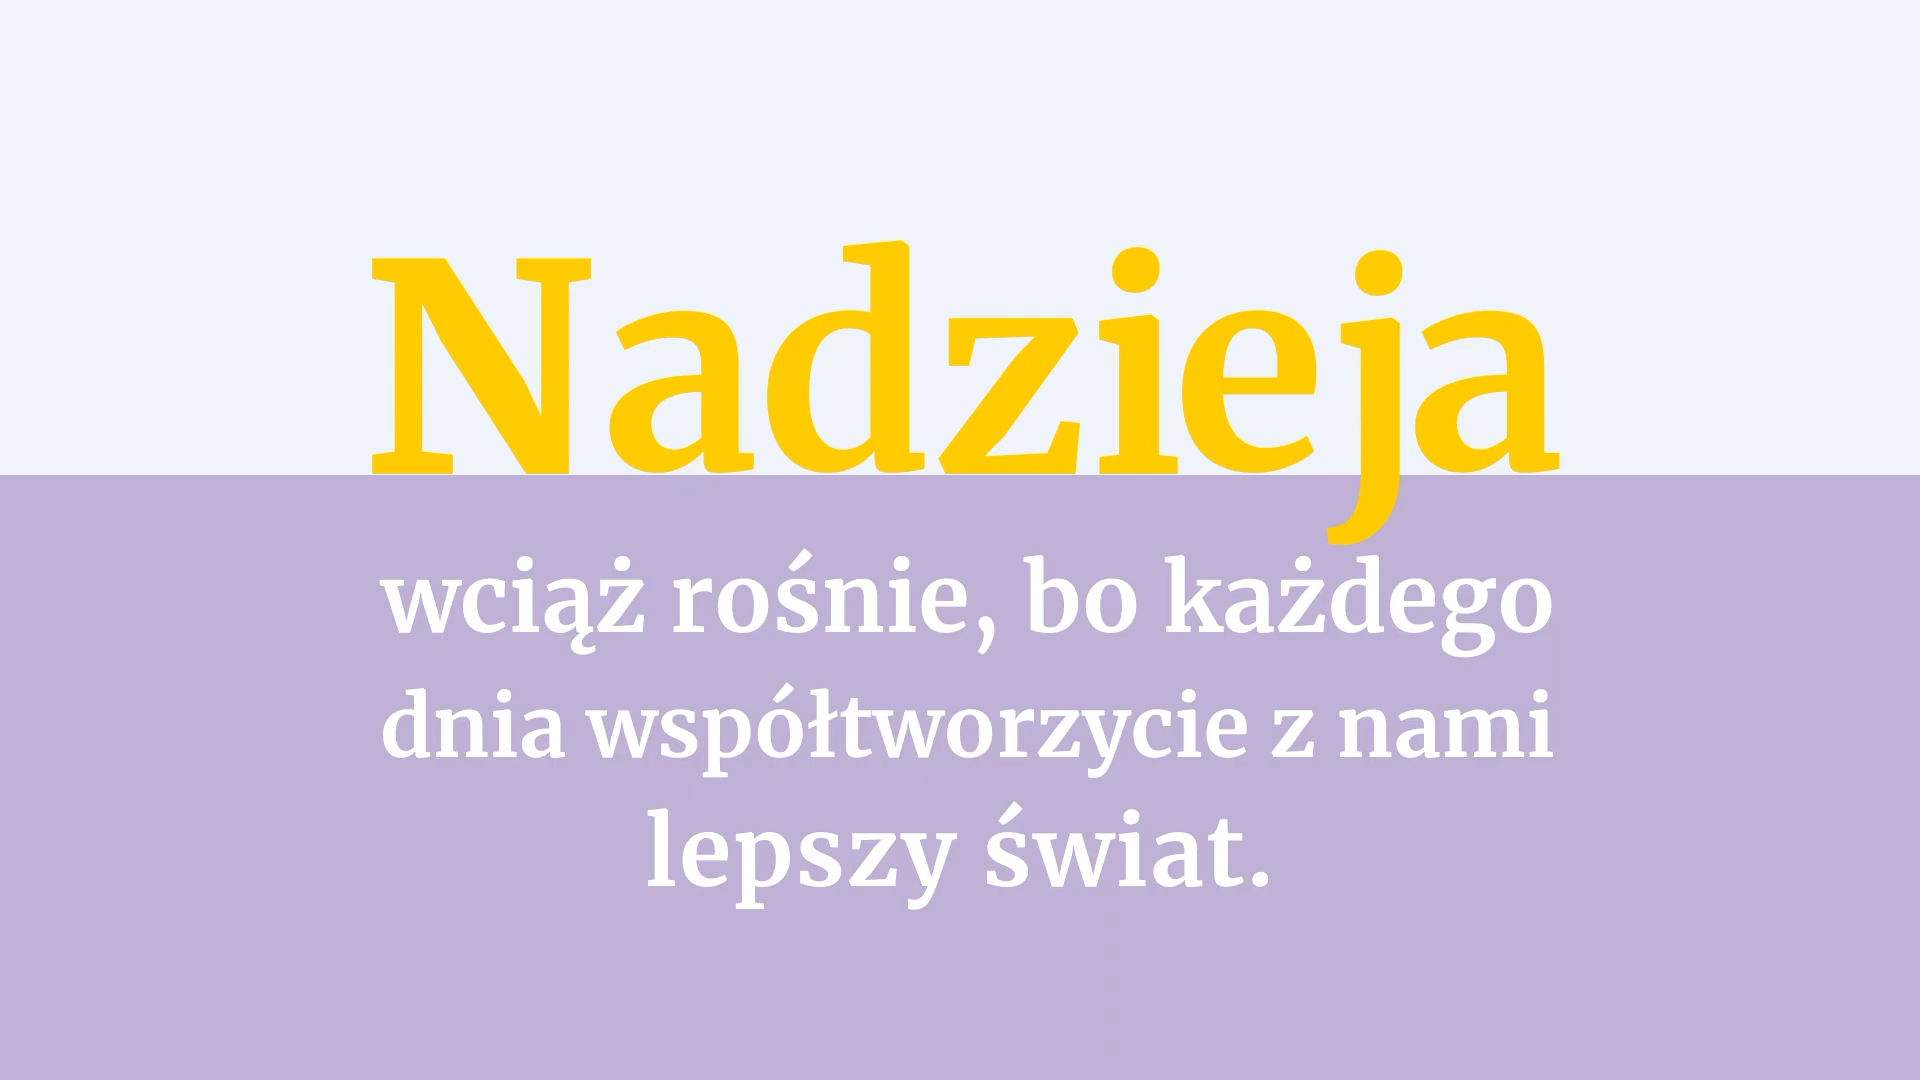 Nadzieja
wciąż rośnie, bo każdego
dnia współtworzycie z nami
lepszy świat.